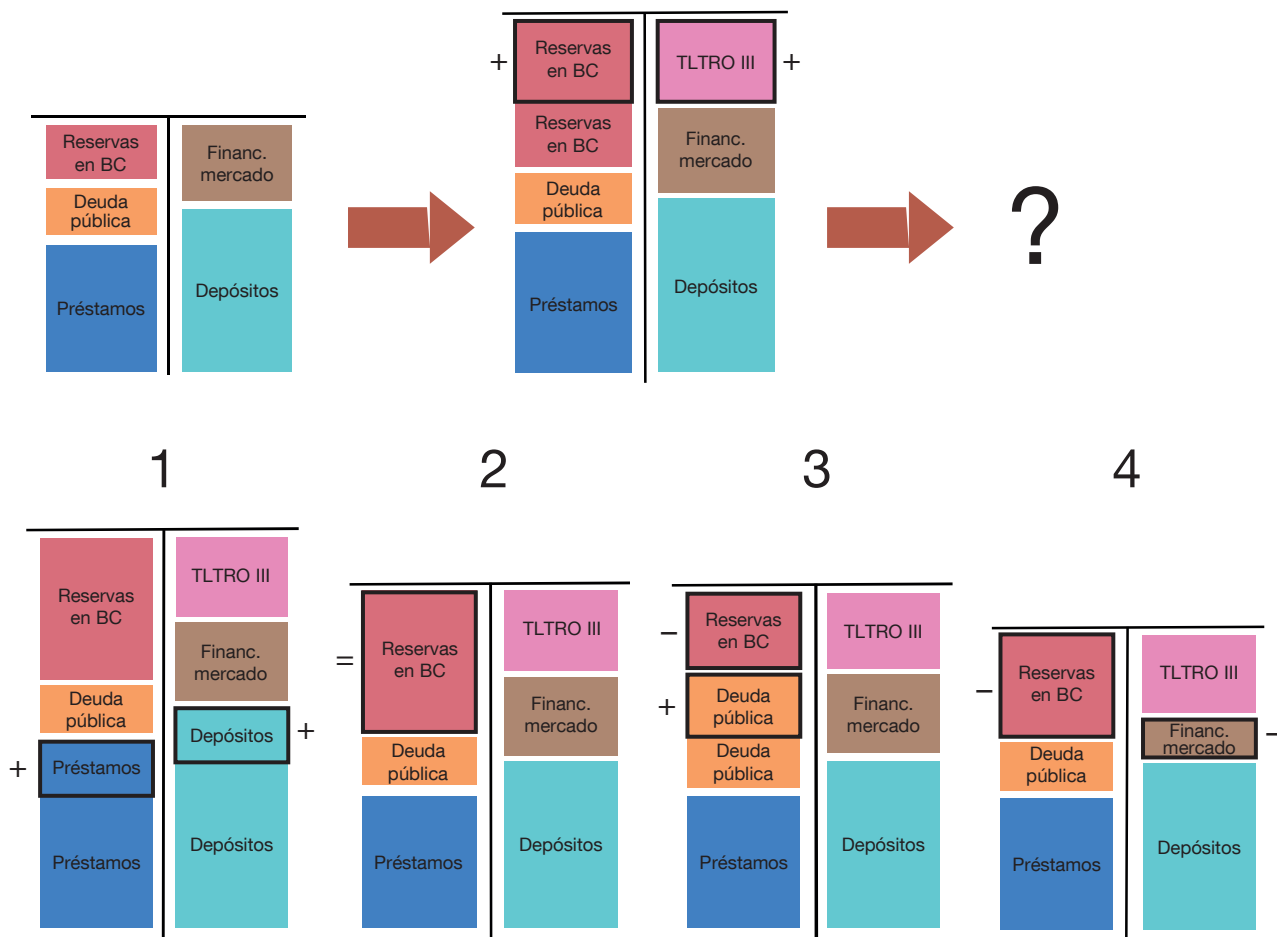 +
Reservas
en BC
TLTRO III
+
Reservas
en BC
Financ.
mercado
Deuda
pública
Préstamos
Depósitos
Reservas
en BC
Financ.
mercado
Deuda
pública
Préstamos
Depósitos
?
1
2
3
4
Reservas
en BC
TLTRO III
Financ.
mercado
Deuda
pública
Depósitos
+
+
Préstamos
Préstamos
Depósitos
=
Reservas
en BC
TLTRO III
Financ.
mercado
Deuda
pública
Préstamos
Depósitos
−
Reservas
en BC
TLTRO III
+
Deuda
pública
Financ.
mercado
Deuda
pública
Préstamos
Depósitos
−
Reservas
en BC
TLTRO III
Financ.
mercado
−
Deuda
pública
Préstamos
Depósitos